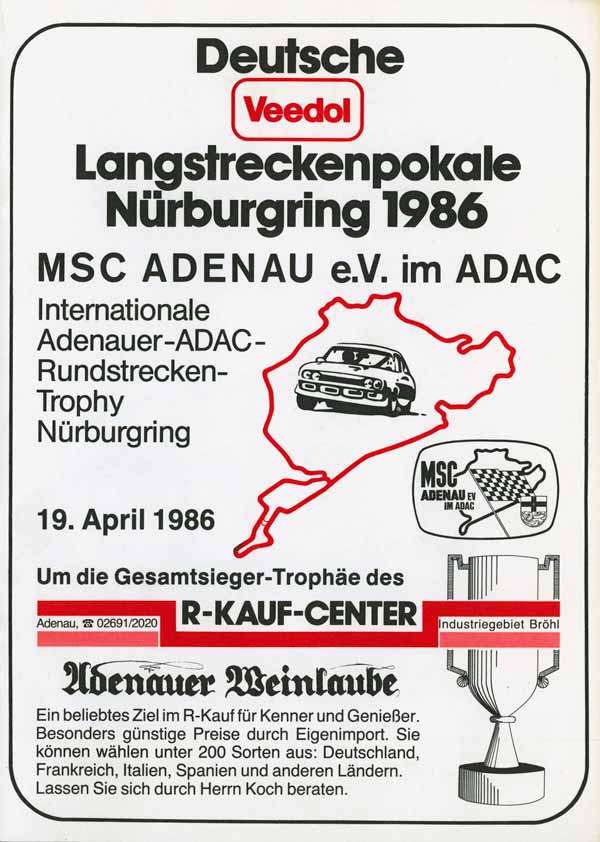 Deutsche
Veedol
Langstreckenpokale
Nürburgring 1986
MSC ADENAU e.V. im ADAC
Internationale
Adenauer-ADAC-
Rundstrecken-
Trophy
Nürburgring
MSC
ADENAU EV
IM ADAC
19. April 1986
Um die Gesamtsieger-Trophäe des
R-KAUF-CENTER
Adenau, ☎ 02691/2020
Industriegebiet Bröhl
Adenauer Weinlaube
Ein beliebtes Ziel im R-Kauf für Kenner und Genießer.
Besonders günstige Preise durch Eigenimport. Sie
können wählen unter 200 Sorten aus: Deutschland,
Frankreich, Italien, Spanien und anderen Ländern.
Lassen Sie sich durch Herrn Koch beraten.